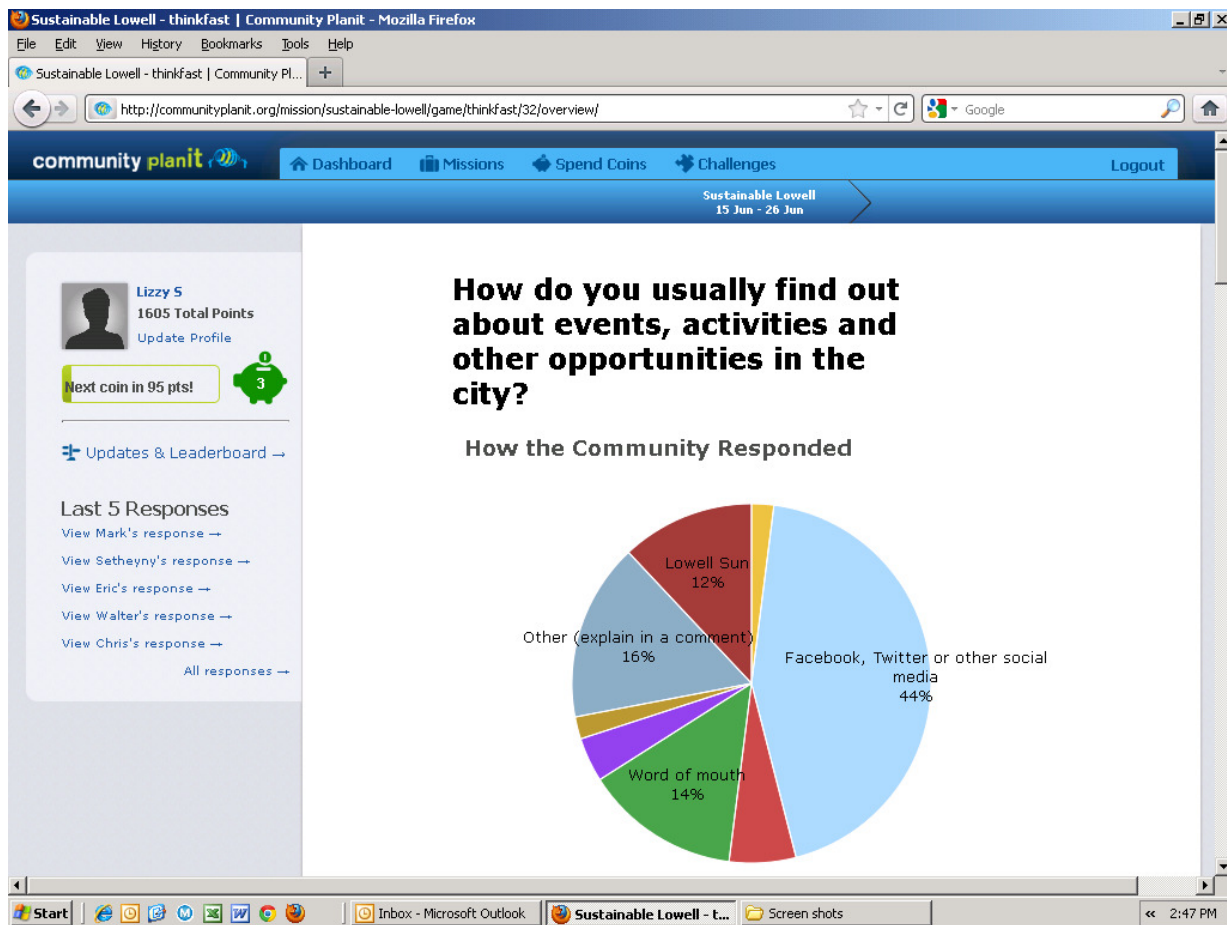 Sustainable Lowell - thinkfast | Community Planit - Mozilla Firefox
File Edit View History Bookmarks Tools Help
Sustainable Lowell - thinkfast | Community Pl... +
http://communityplanit.org/mission/sustainable-lowell/game/thinkfast/32/overview/
Google
community planit
Dashboard Missions Spend Coins Challenges Logout
Sustainable Lowell
15 Jun - 26 Jun
Lizzy S
1605 Total Points
Update Profile
Next coin in 95 pts!
3
Updates & Leaderboard →
Last 5 Responses
View Mark's response →
View Setheyny's response →
View Eric's response →
View Walter's response →
View Chris's response →
All responses →
How do you usually find out
about events, activities and
other opportunities in the
city?
How the Community Responded
Lowell Sun
12%
Other (explain in a comment)
16%
Facebook, Twitter or other social
media
44%
Word of mouth
14%
Start Inbox - Microsoft Outlook Sustainable Lowell - t... Screen shots « 2:47 PM